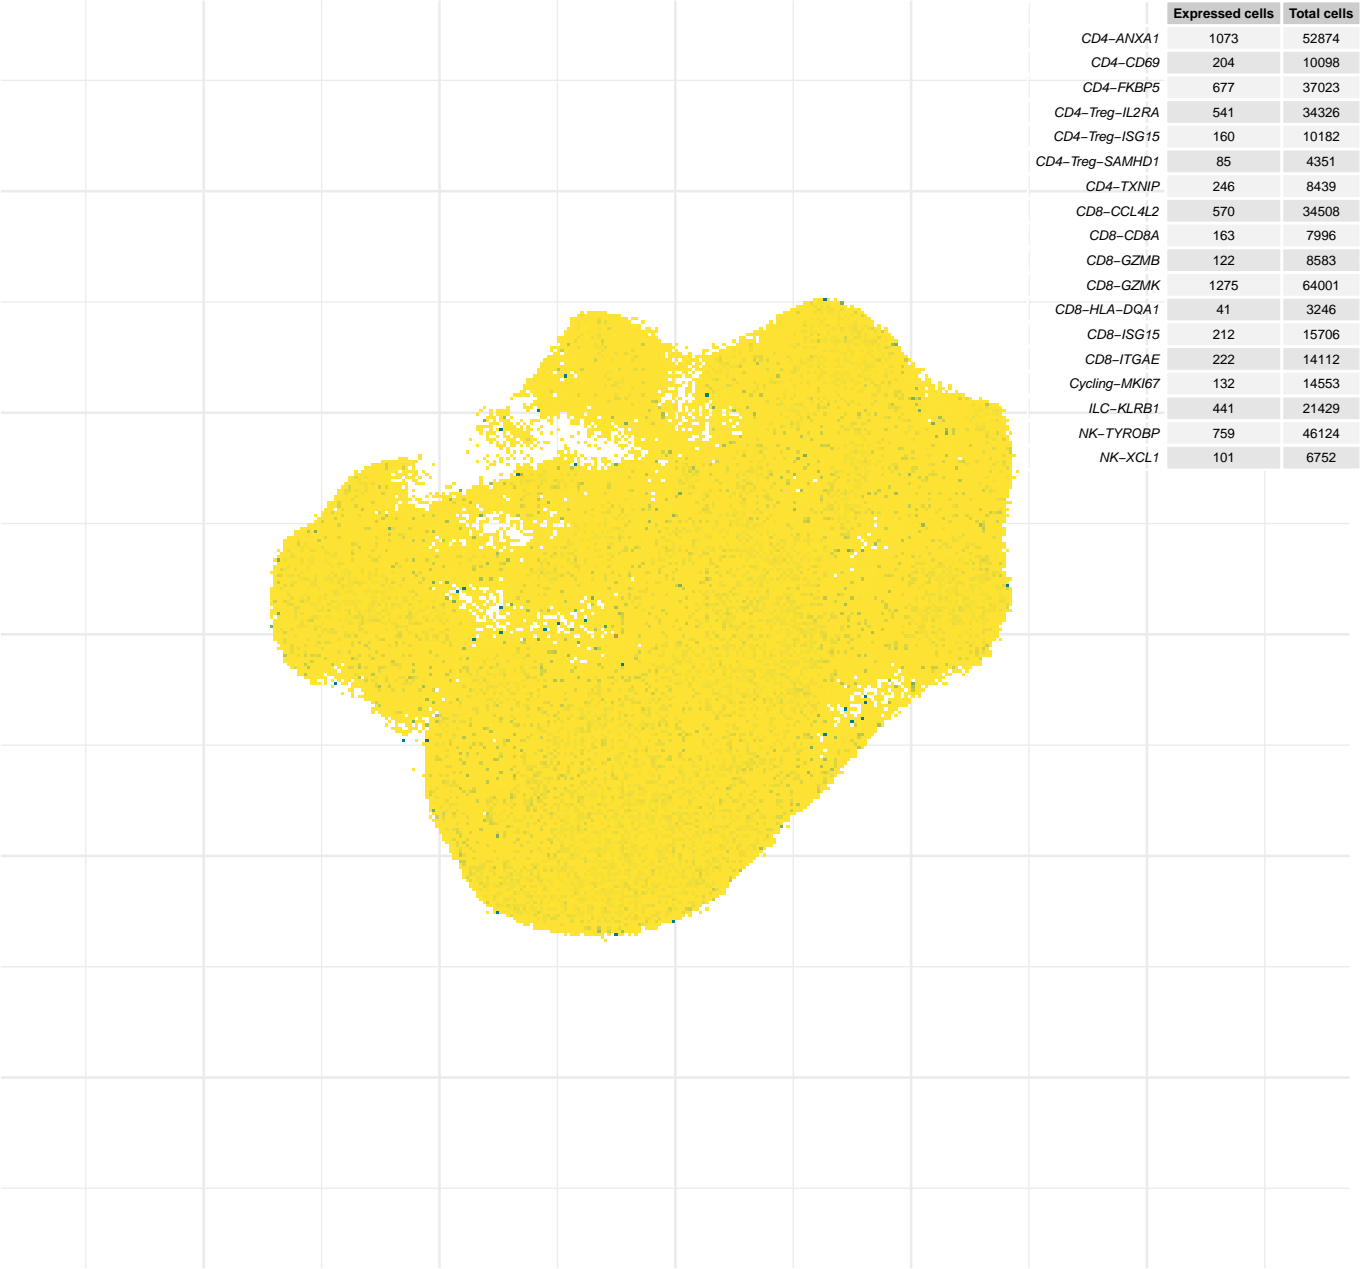 Expressed cells Total cells
CD4−ANXA1 1073 52874
CD4−CD69 204 10098
CD4−FKBP5 677 37023
CD4−Treg−IL2RA 541 34326
CD4−Treg−ISG15 160 10182
CD4−Treg−SAMHD1 85 4351
CD4−TXNIP 246 8439
CD8−CCL4L2 570 34508
CD8−CD8A 163 7996
CD8−GZMB 122 8583
CD8−GZMK 1275 64001
CD8−HLA−DQA1 41 3246
CD8−ISG15 212 15706
CD8−ITGAE 222 14112
Cycling−MKI67 132 14553
ILC−KLRB1 441 21429
NK−TYROBP 759 46124
NK−XCL1 101 6752